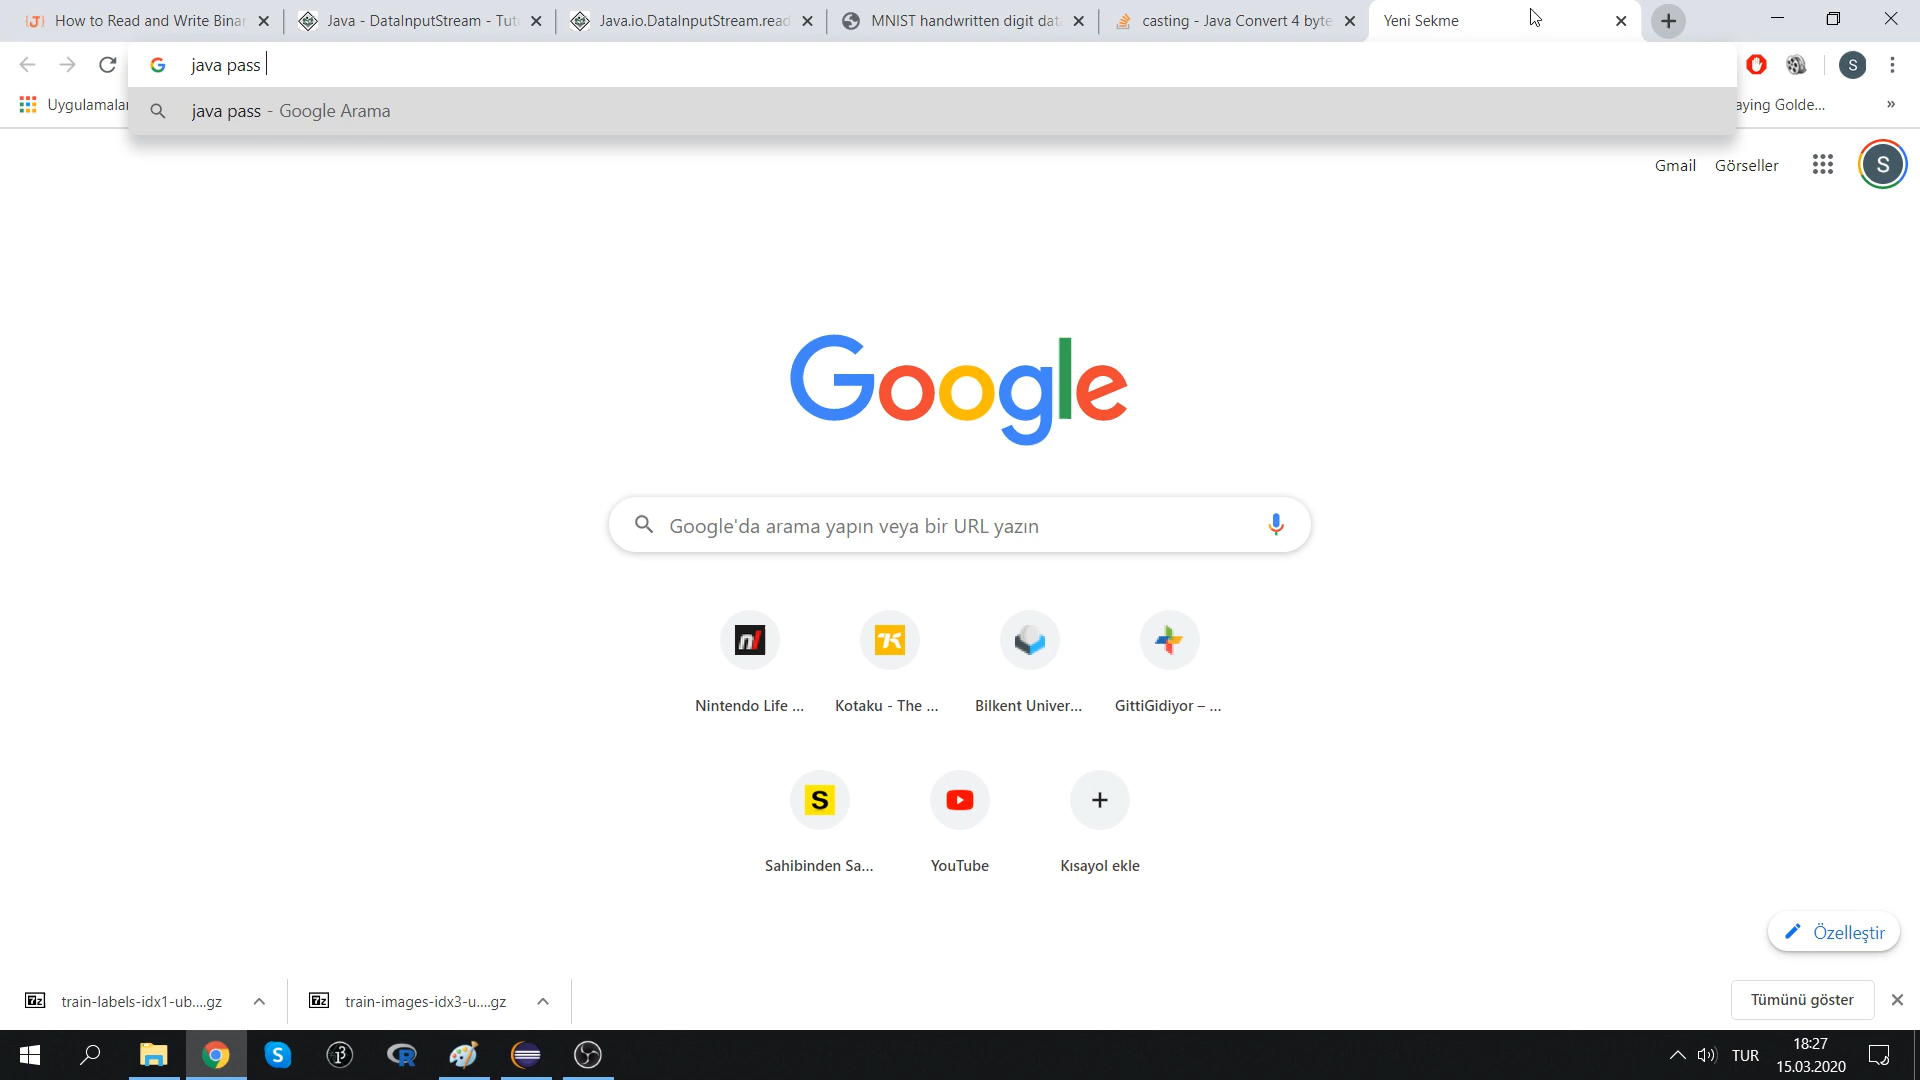 How to Read and Write Binar
Java - DataInputStream - Tut
Java.io.DataInputStream.read
MNIST handwritten digit dat
casting - Java Convert 4 byte
Yeni Sekme
java pass
S
Uygulamalar
java pass - Google Arama
aying Golde...
»
Gmail
Görseller
S
Google
Google'da arama yapın veya bir URL yazın
Nintendo Life ...
Kotaku - The ...
Bilkent Univer...
GittiGidiyor – ...
S
Sahibinden Sa...
YouTube
Kısayol ekle
Özelleştir
7z
train-labels-idx1-ub....gz
7z
train-images-idx3-u....gz
Tümünü göster
TUR
18:27
15.03.2020